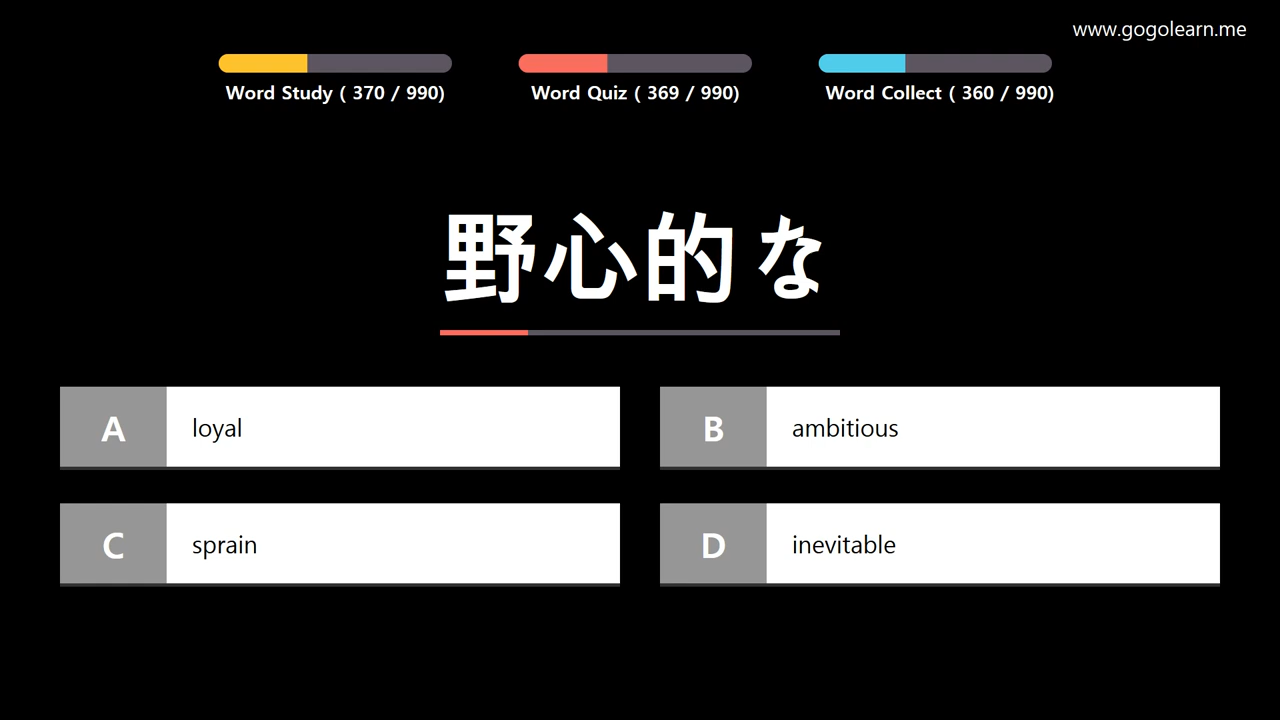 www.gogolearn.me
Word Study ( 370 / 990)
Word Quiz ( 369 / 990)
Word Collect ( 360 / 990)
野心的な
A loyal
B ambitious
C sprain
D inevitable